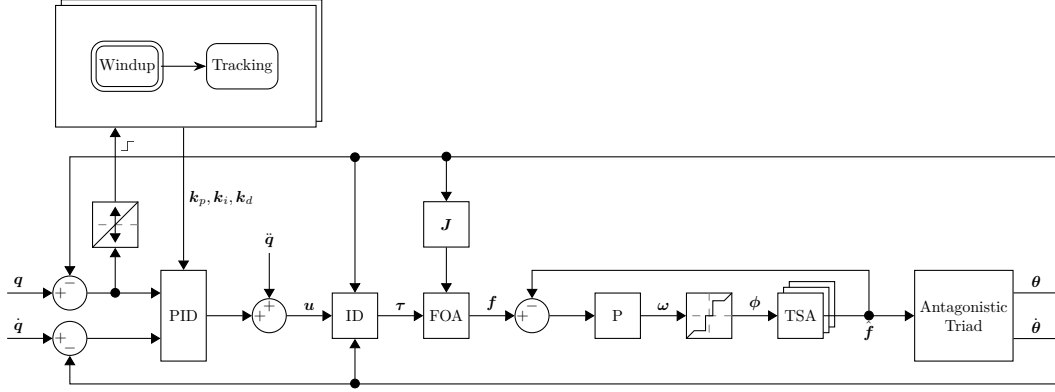 Windup
Tracking
k_p, k_i, k_d
J
q
q̈
θ
q̇
PID
u
ID
τ
FOA
f
P
ω
ϕ
TSA
f̂
Antagonistic
Triad
θ̇